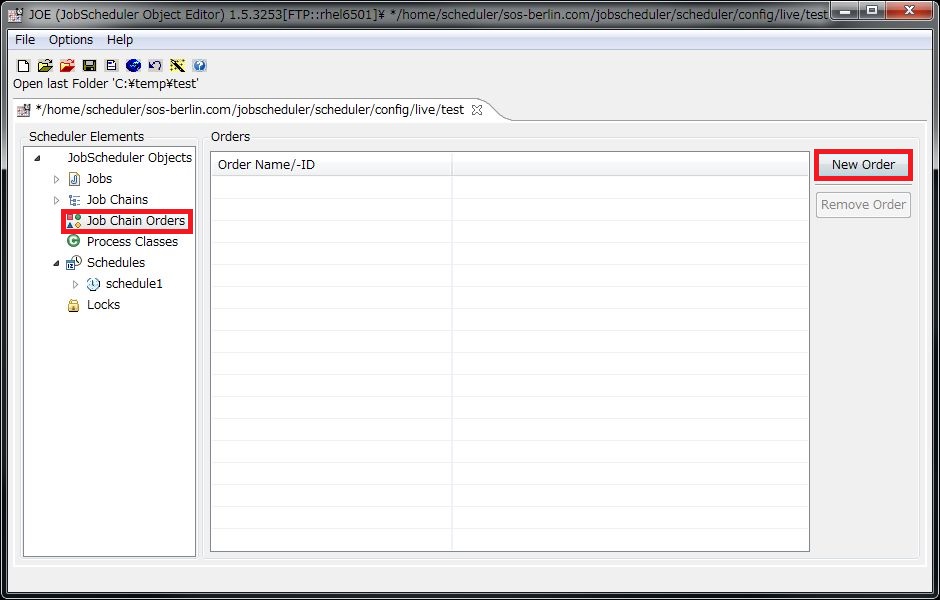 JOE (JobScheduler Object Editor) 1.5.3253[FTP::rhel6501]¥ */home/scheduler/sos-berlin.com/jobscheduler/scheduler/config/live/test
File Options Help
Open last Folder 'C:¥temp¥test'
*/home/scheduler/sos-berlin.com/jobscheduler/scheduler/config/live/test
Scheduler Elements
JobScheduler Objects
Jobs
Job Chains
Job Chain Orders
Process Classes
Schedules
schedule1
Locks
Orders
Order Name/-ID
New Order
Remove Order